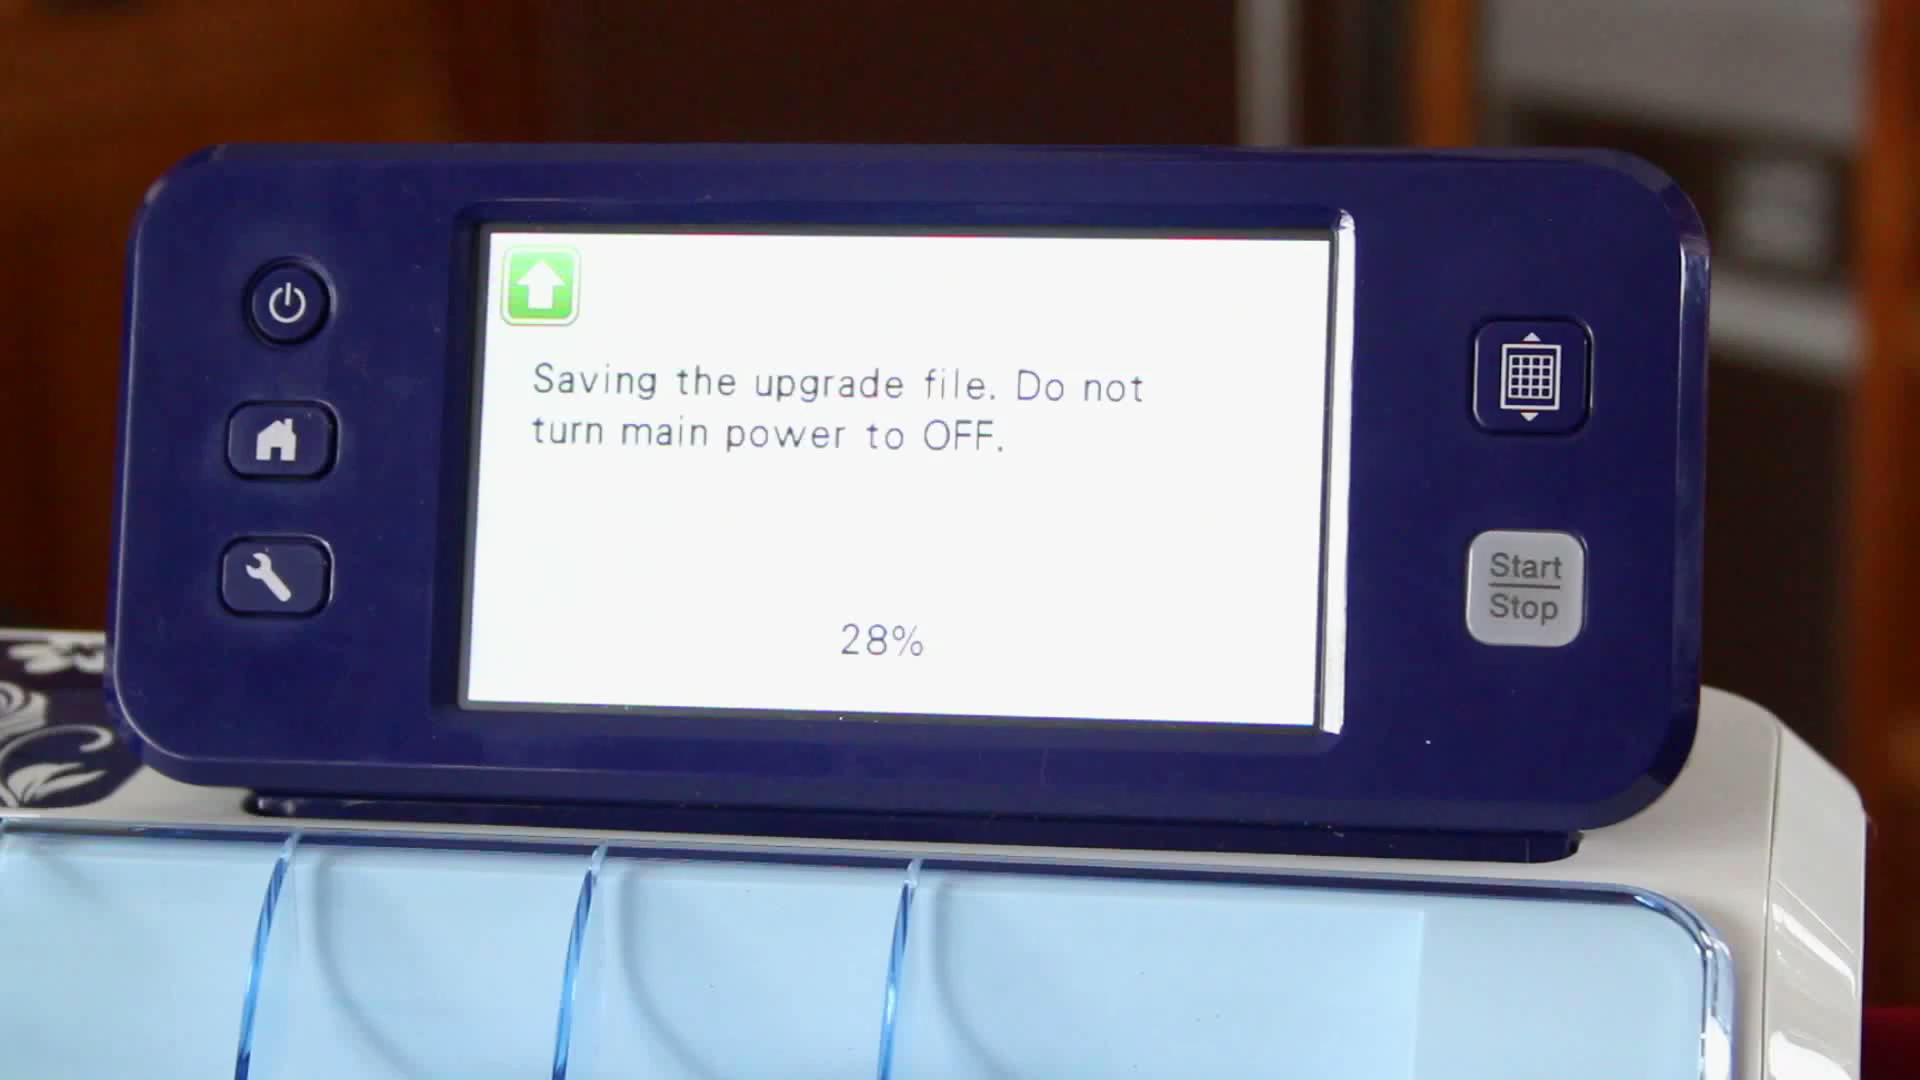 Saving the upgrade file. Do not
turn main power to OFF.
28%
Start
Stop